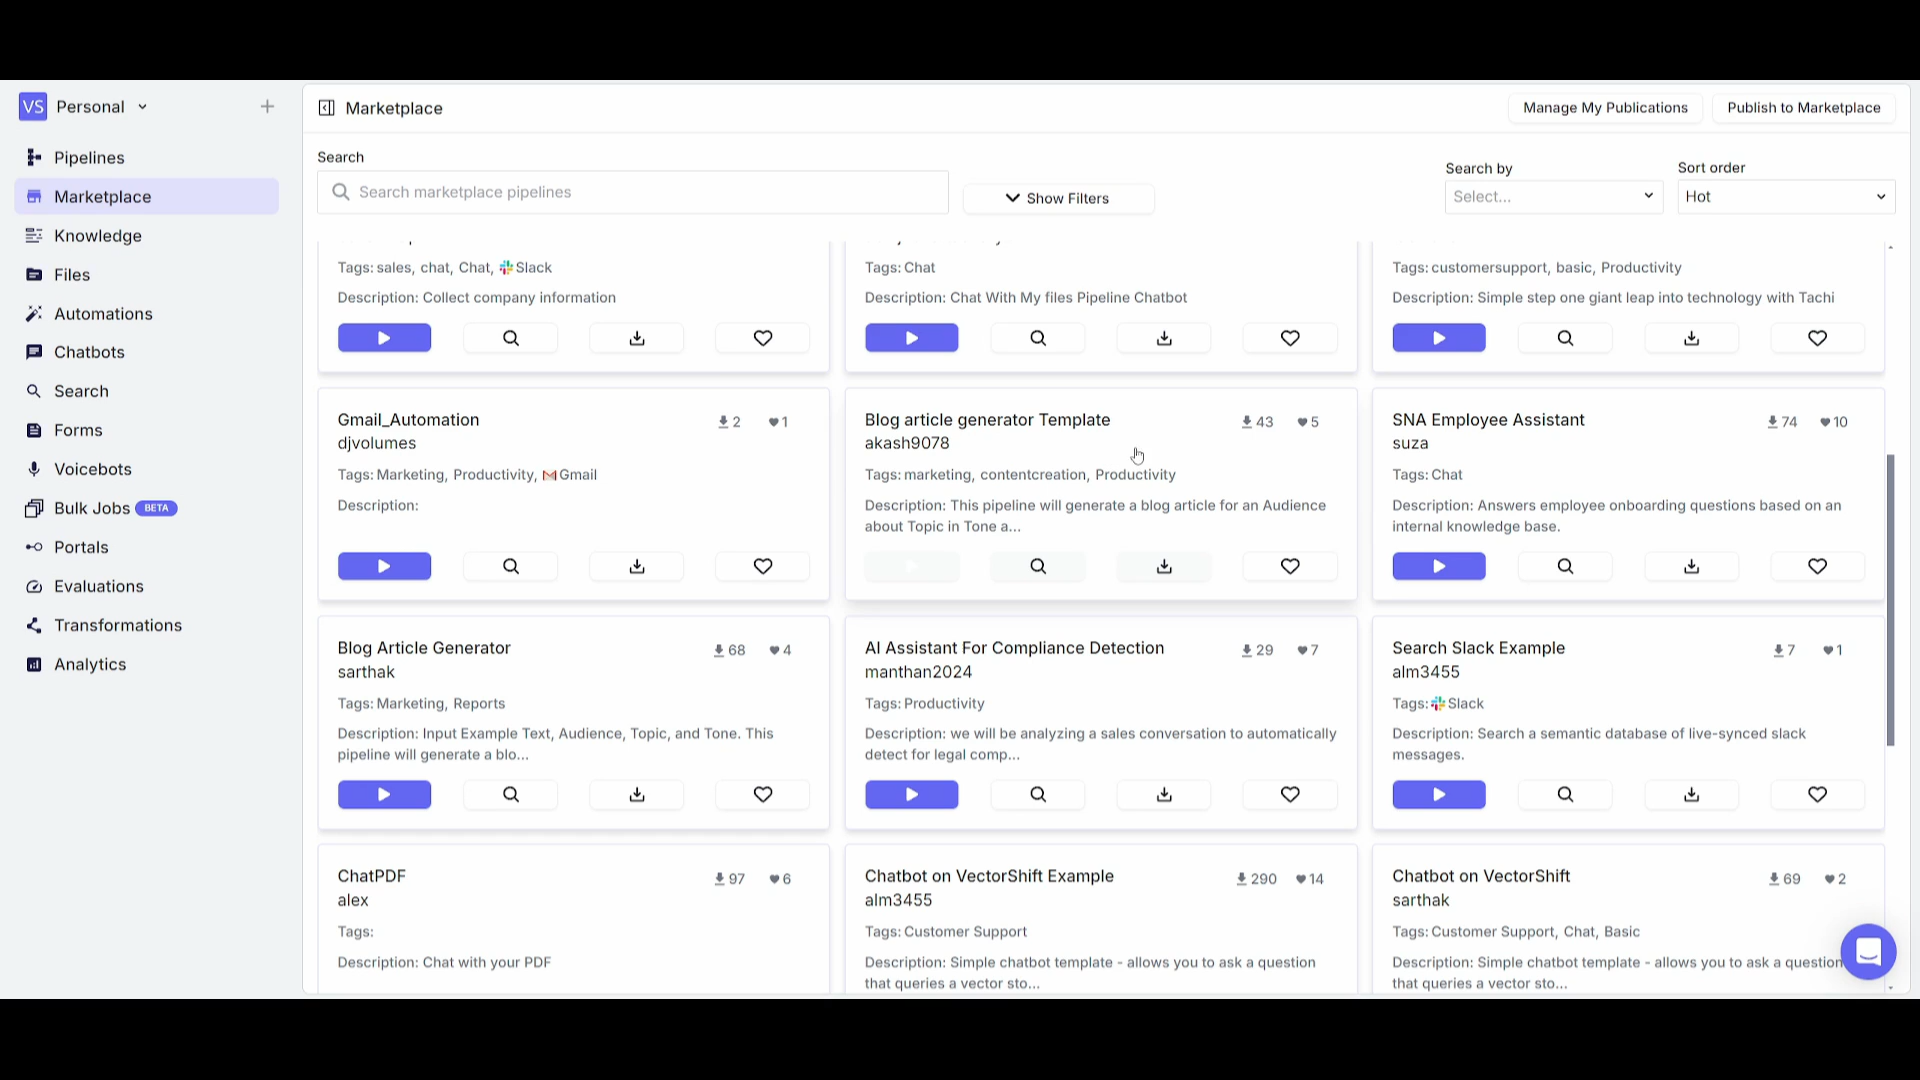 VS Personal
Pipelines
Marketplace
Knowledge
Files
Automations
Chatbots
Search
Forms
Voicebots
Bulk Jobs BETA
Portals
Evaluations
Transformations
Analytics
Marketplace
Manage My Publications
Publish to Marketplace
Search
Search marketplace pipelines
Show Filters
Search by
Select...
Sort order
Hot
Tags: sales, chat, Chat, Slack
Description: Collect company information
Tags: Chat
Description: Chat With My files Pipeline Chatbot
Tags: customersupport, basic, Productivity
Description: Simple step one giant leap into technology with Tachi
Gmail_Automation 2 1
djvolumes
Tags: Marketing, Productivity, Gmail
Description:
Blog article generator Template 43 5
akash9078
Tags: marketing, contentcreation, Productivity
Description: This pipeline will generate a blog article for an Audience
about Topic in Tone a...
SNA Employee Assistant 74 10
suza
Tags: Chat
Description: Answers employee onboarding questions based on an
internal knowledge base.
Blog Article Generator 68 4
sarthak
Tags: Marketing, Reports
Description: Input Example Text, Audience, Topic, and Tone. This
pipeline will generate a blo...
AI Assistant For Compliance Detection 29 7
manthan2024
Tags: Productivity
Description: we will be analyzing a sales conversation to automatically
detect for legal comp...
Search Slack Example 7 1
alm3455
Tags: Slack
Description: Search a semantic database of live-synced slack
messages.
ChatPDF 97 6
alex
Tags:
Description: Chat with your PDF
Chatbot on VectorShift Example 290 14
alm3455
Tags: Customer Support
Description: Simple chatbot template - allows you to ask a question
that queries a vector sto...
Chatbot on VectorShift 69 2
sarthak
Tags: Customer Support, Chat, Basic
Description: Simple chatbot template - allows you to ask a question
that queries a vector sto...